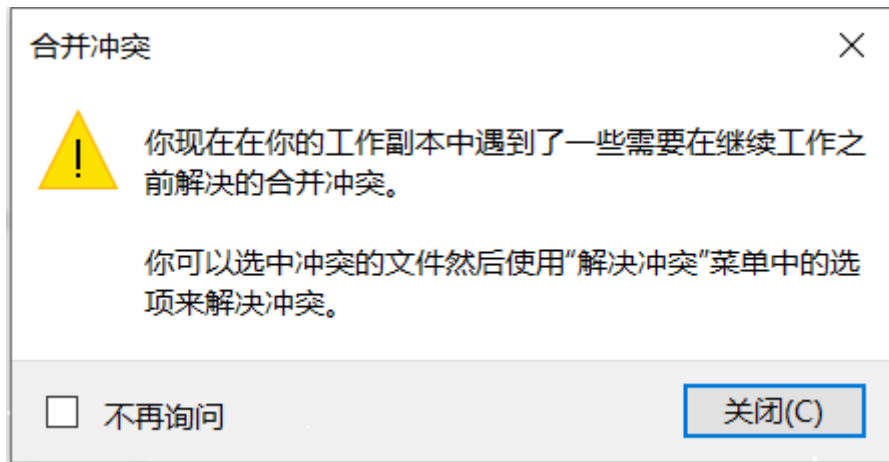 合并冲突
你现在在你的工作副本中遇到了一些需要在继续工作之
前解决的合并冲突。
你可以选中冲突的文件然后使用“解决冲突”菜单中的选
项来解决冲突。
不再询问
关闭(C)